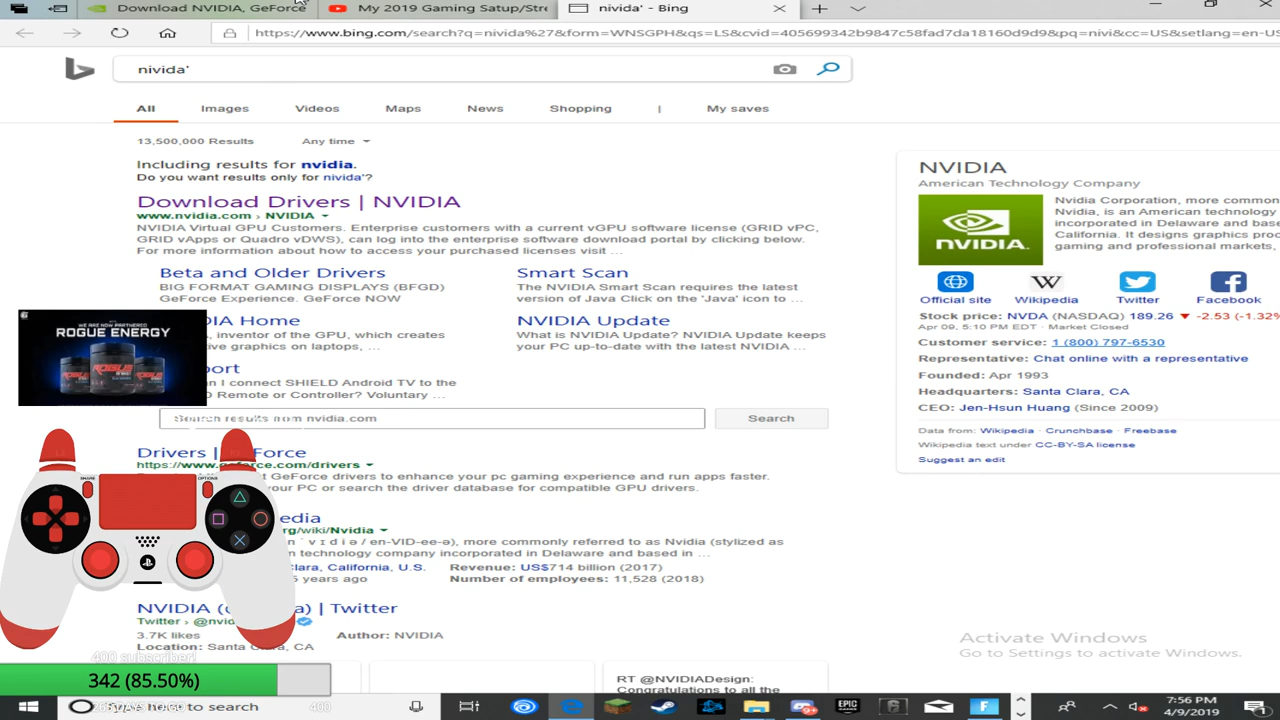 Download NVIDIA, GeForce
My 2019 Gaming Setup/Stre
nivida' - Bing
https://www.bing.com/search?q=nivida%27&form=WNSGPH&qs=LS&cvid=405699342b9847c58fad7da18160d9d9&pq=nivi&cc=US&setlang=en-US
nivida'
All Images Videos Maps News Shopping | My saves
13,500,000 Results Any time
Including results for nvidia.
Do you want results only for nivida'?
Download Drivers | NVIDIA
www.nvidia.com › NVIDIA
NVIDIA Virtual GPU Customers. Enterprise customers with a current vGPU software license (GRID vPC,
GRID vApps or Quadro vDWS), can log into the enterprise software download portal by clicking below.
For more information about how to access your purchased licenses visit ...
Beta and Older Drivers
BIG FORMAT GAMING DISPLAYS (BFGD)
GeForce Experience. GeForce NOW
Smart Scan
The NVIDIA Smart Scan requires the latest
version of Java Click on the 'Java' icon to ...
DIA Home
, inventor of the GPU, which creates
e graphics on laptops, ...
NVIDIA Update
What is NVIDIA Update? NVIDIA Update keeps
your PC up-to-date with the latest NVIDIA ...
port
n I connect SHIELD Android TV to the
D Remote or Controller? Voluntary ...
Search results from nvidia.com
Search
Drivers | Force
https://www.geforce.com/drivers
t GeForce drivers to enhance your pc gaming experience and run apps faster.
your PC or search the driver database for compatible GPU drivers.
edia
rg/wiki/Nvidia
n ˈ v ɪ d i ə / en-VID-ee-ə), more commonly referred to as Nvidia (stylized as
n technology company incorporated in Delaware and based in ...
lara, California, U.S. Revenue: US$714 billion (2017)
years ago Number of employees: 11,528 (2018)
NVIDIA ( a) | Twitter
Twitter › @nvid
3.7K likes Author: NVIDIA
Location: Santa C , CA
RT @NVIDIADesign:
Congratulations to all the
NVIDIA
American Technology Company
NVIDIA.
Nvidia Corporation, more common
Nvidia, is an American technology
incorporated in Delaware and base
California. It designs graphics proc
gaming and professional markets,
Official site Wikipedia Twitter Facebook
Stock price: NVDA (NASDAQ) 189.26 ▼ -2.53 (-1.32%
Apr 09, 5:10 PM EDT · Market Closed
Customer service: 1 (800) 797-6530
Representative: Chat online with a representative
Founded: Apr 1993
Headquarters: Santa Clara, CA
CEO: Jen-Hsun Huang (Since 2009)
Data from: Wikipedia · Crunchbase · Freebase
Wikipedia text under CC-BY-SA license
Suggest an edit
WE ARE NOW PARTNERED
ROGUE ENERGY
ROGUE
SHARE
OPTIONS
400 subscriber!
342 (85.50%)
400
Activate Windows
Go to Settings to activate Windows.
here to search
EPIC
GAMES
7:56 PM
4/9/2019